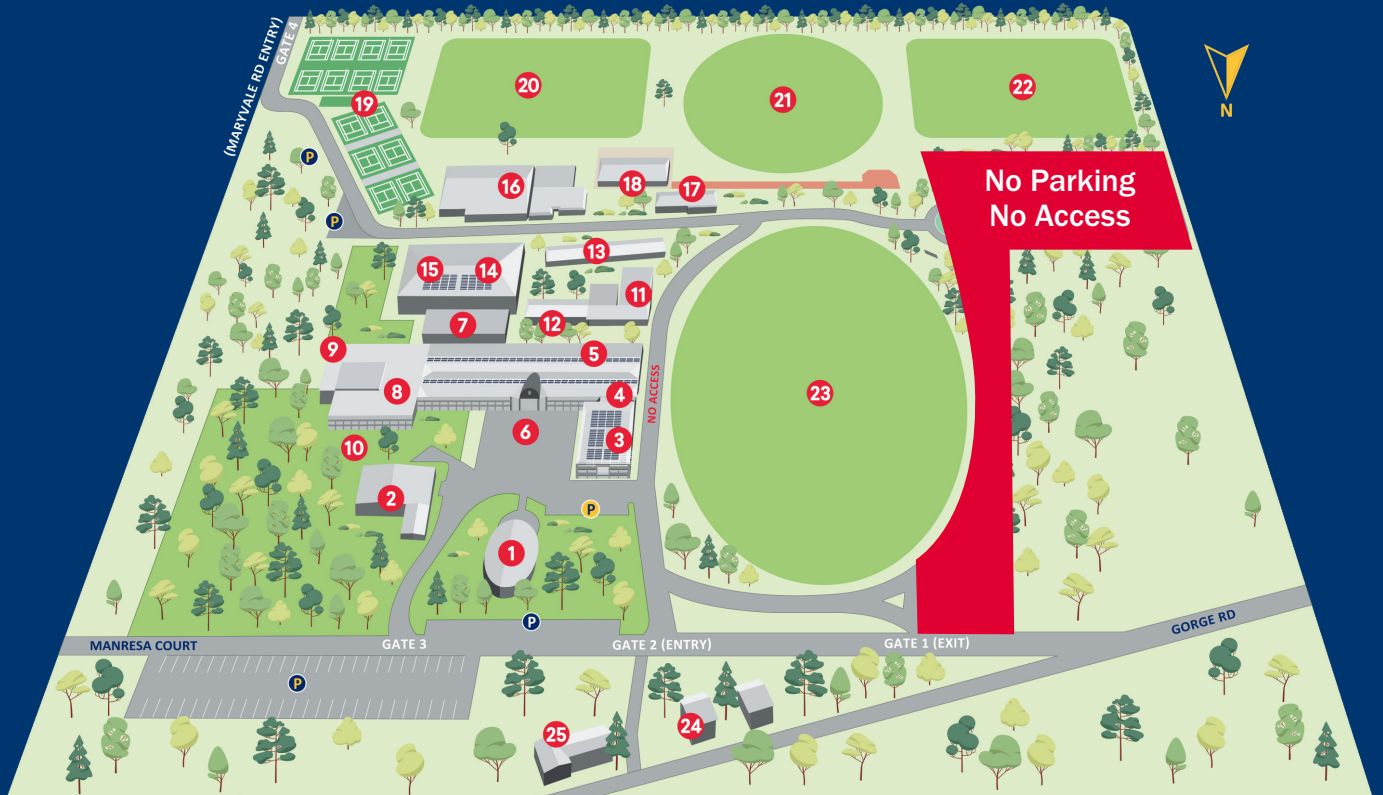 (MARYVALE RD ENTRY)
GATE 4
19
20
21
22
N
P
P
16
18
17
No Parking
No Access
15
14
13
11
12
7
9
5
8
4
NO ACCESS
23
6
3
10
2
P
1
P
MANRESA COURT
GATE 3
GATE 2 (ENTRY)
GATE 1 (EXIT)
GORGE RD
P
24
25